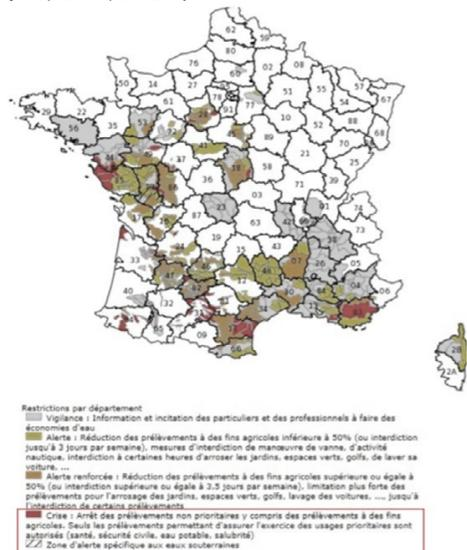 62 59
80
76 02 08
60
50 14 27 51 57
78 55 67
61 77 54
29 22 28 91 10 88
35 53 52 68
56 72 45 89 70
41 21 25
44 49 37 18 58 39
36 71
85 86 03
23 01
87 42 69 74
63 38 73
19 43
15
33 24 07 26 05
46 48
47 12 04 06
40 82 30 84
32 34 13 83
09 11
66
2B
2A
Restrictions par département
Vigilance : Information et incitation des particuliers et des professionnels à faire des
économies d'eau
Alerte : Réduction des prélèvements à des fins agricoles inférieure à 50% (ou interdiction
jusqu'à 3 jours par semaine), mesures d'interdiction de manœuvre de vanne, d'activité
nautique, interdiction à certaines heures d'arroser les jardins, espaces verts, golfs, de laver sa
voiture, ...
Alerte renforcée : Réduction des prélèvements à des fins agricoles supérieure ou égale à
50% (ou interdiction supérieure ou égale à 3.5 jours par semaine), limitation plus forte des
prélèvements pour l'arrosage des jardins, espaces verts, golfs, lavage des voitures, ..., jusqu'à
l'interdiction de certains prélèvements
Crise : Arrêt des prélèvements non prioritaires y compris des prélèvements à des fins
agricoles. Seuls les prélèvements permettant d'assurer l'exercice des usages prioritaires sont
autorisés (santé, sécurité civile, eau potable, salubrité)
Zone d'alerte spécifique aux eaux souterraines